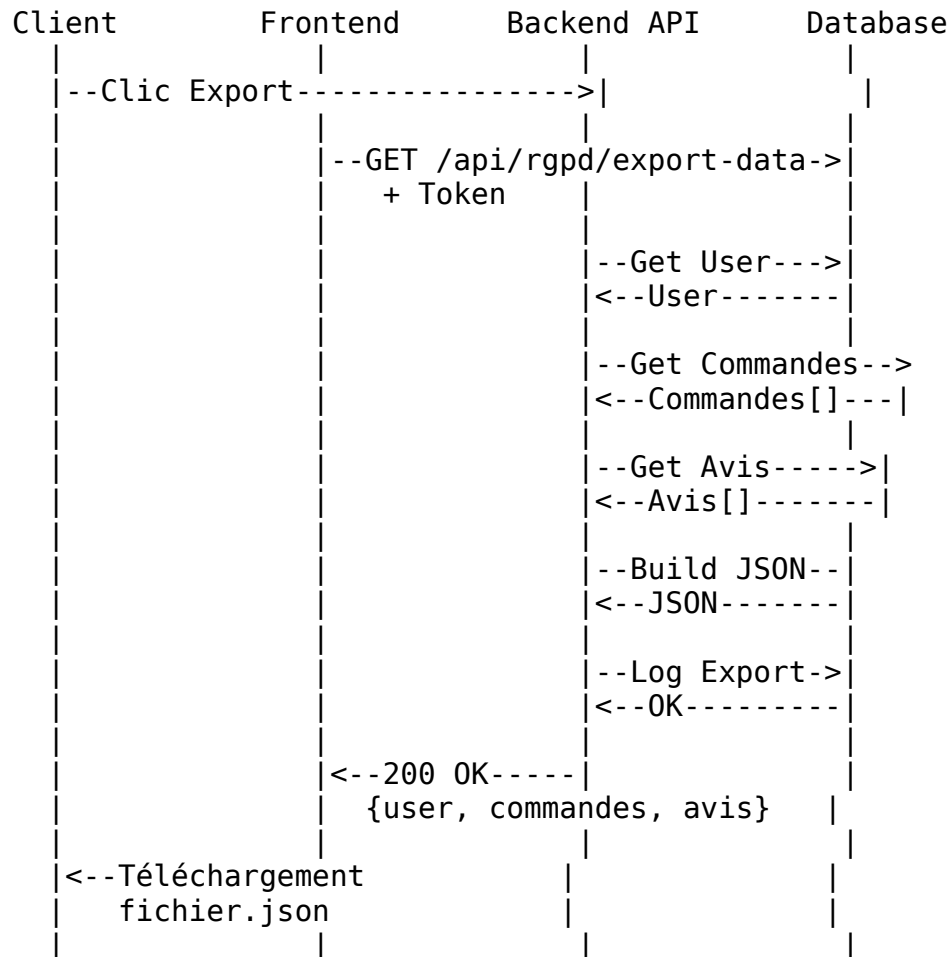 Client         Frontend       Backend API       Database
  |                |                |                |
  |--Clic Export----------------->|                |
  |                |                |                |
  |                |--GET /api/rgpd/export-data->|
  |                |   + Token      |                |
  |                |                |                |
  |                |                |--Get User--->|
  |                |                |<--User-------|
  |                |                |                |
  |                |                |--Get Commandes-->
  |                |                |<--Commandes[]---|
  |                |                |                |
  |                |                |--Get Avis----->|
  |                |                |<--Avis[]-------|
  |                |                |                |
  |                |                |--Build JSON--|
  |                |                |<--JSON-------|
  |                |                |                |
  |                |                |--Log Export->|
  |                |                |<--OK---------|
  |                |                |                |
  |                |<--200 OK-----|                |
  |                |  {user, commandes, avis}   |
  |                |                |                |
  |<--Téléchargement            |                |
  |   fichier.json              |                |
  |                |                |                |